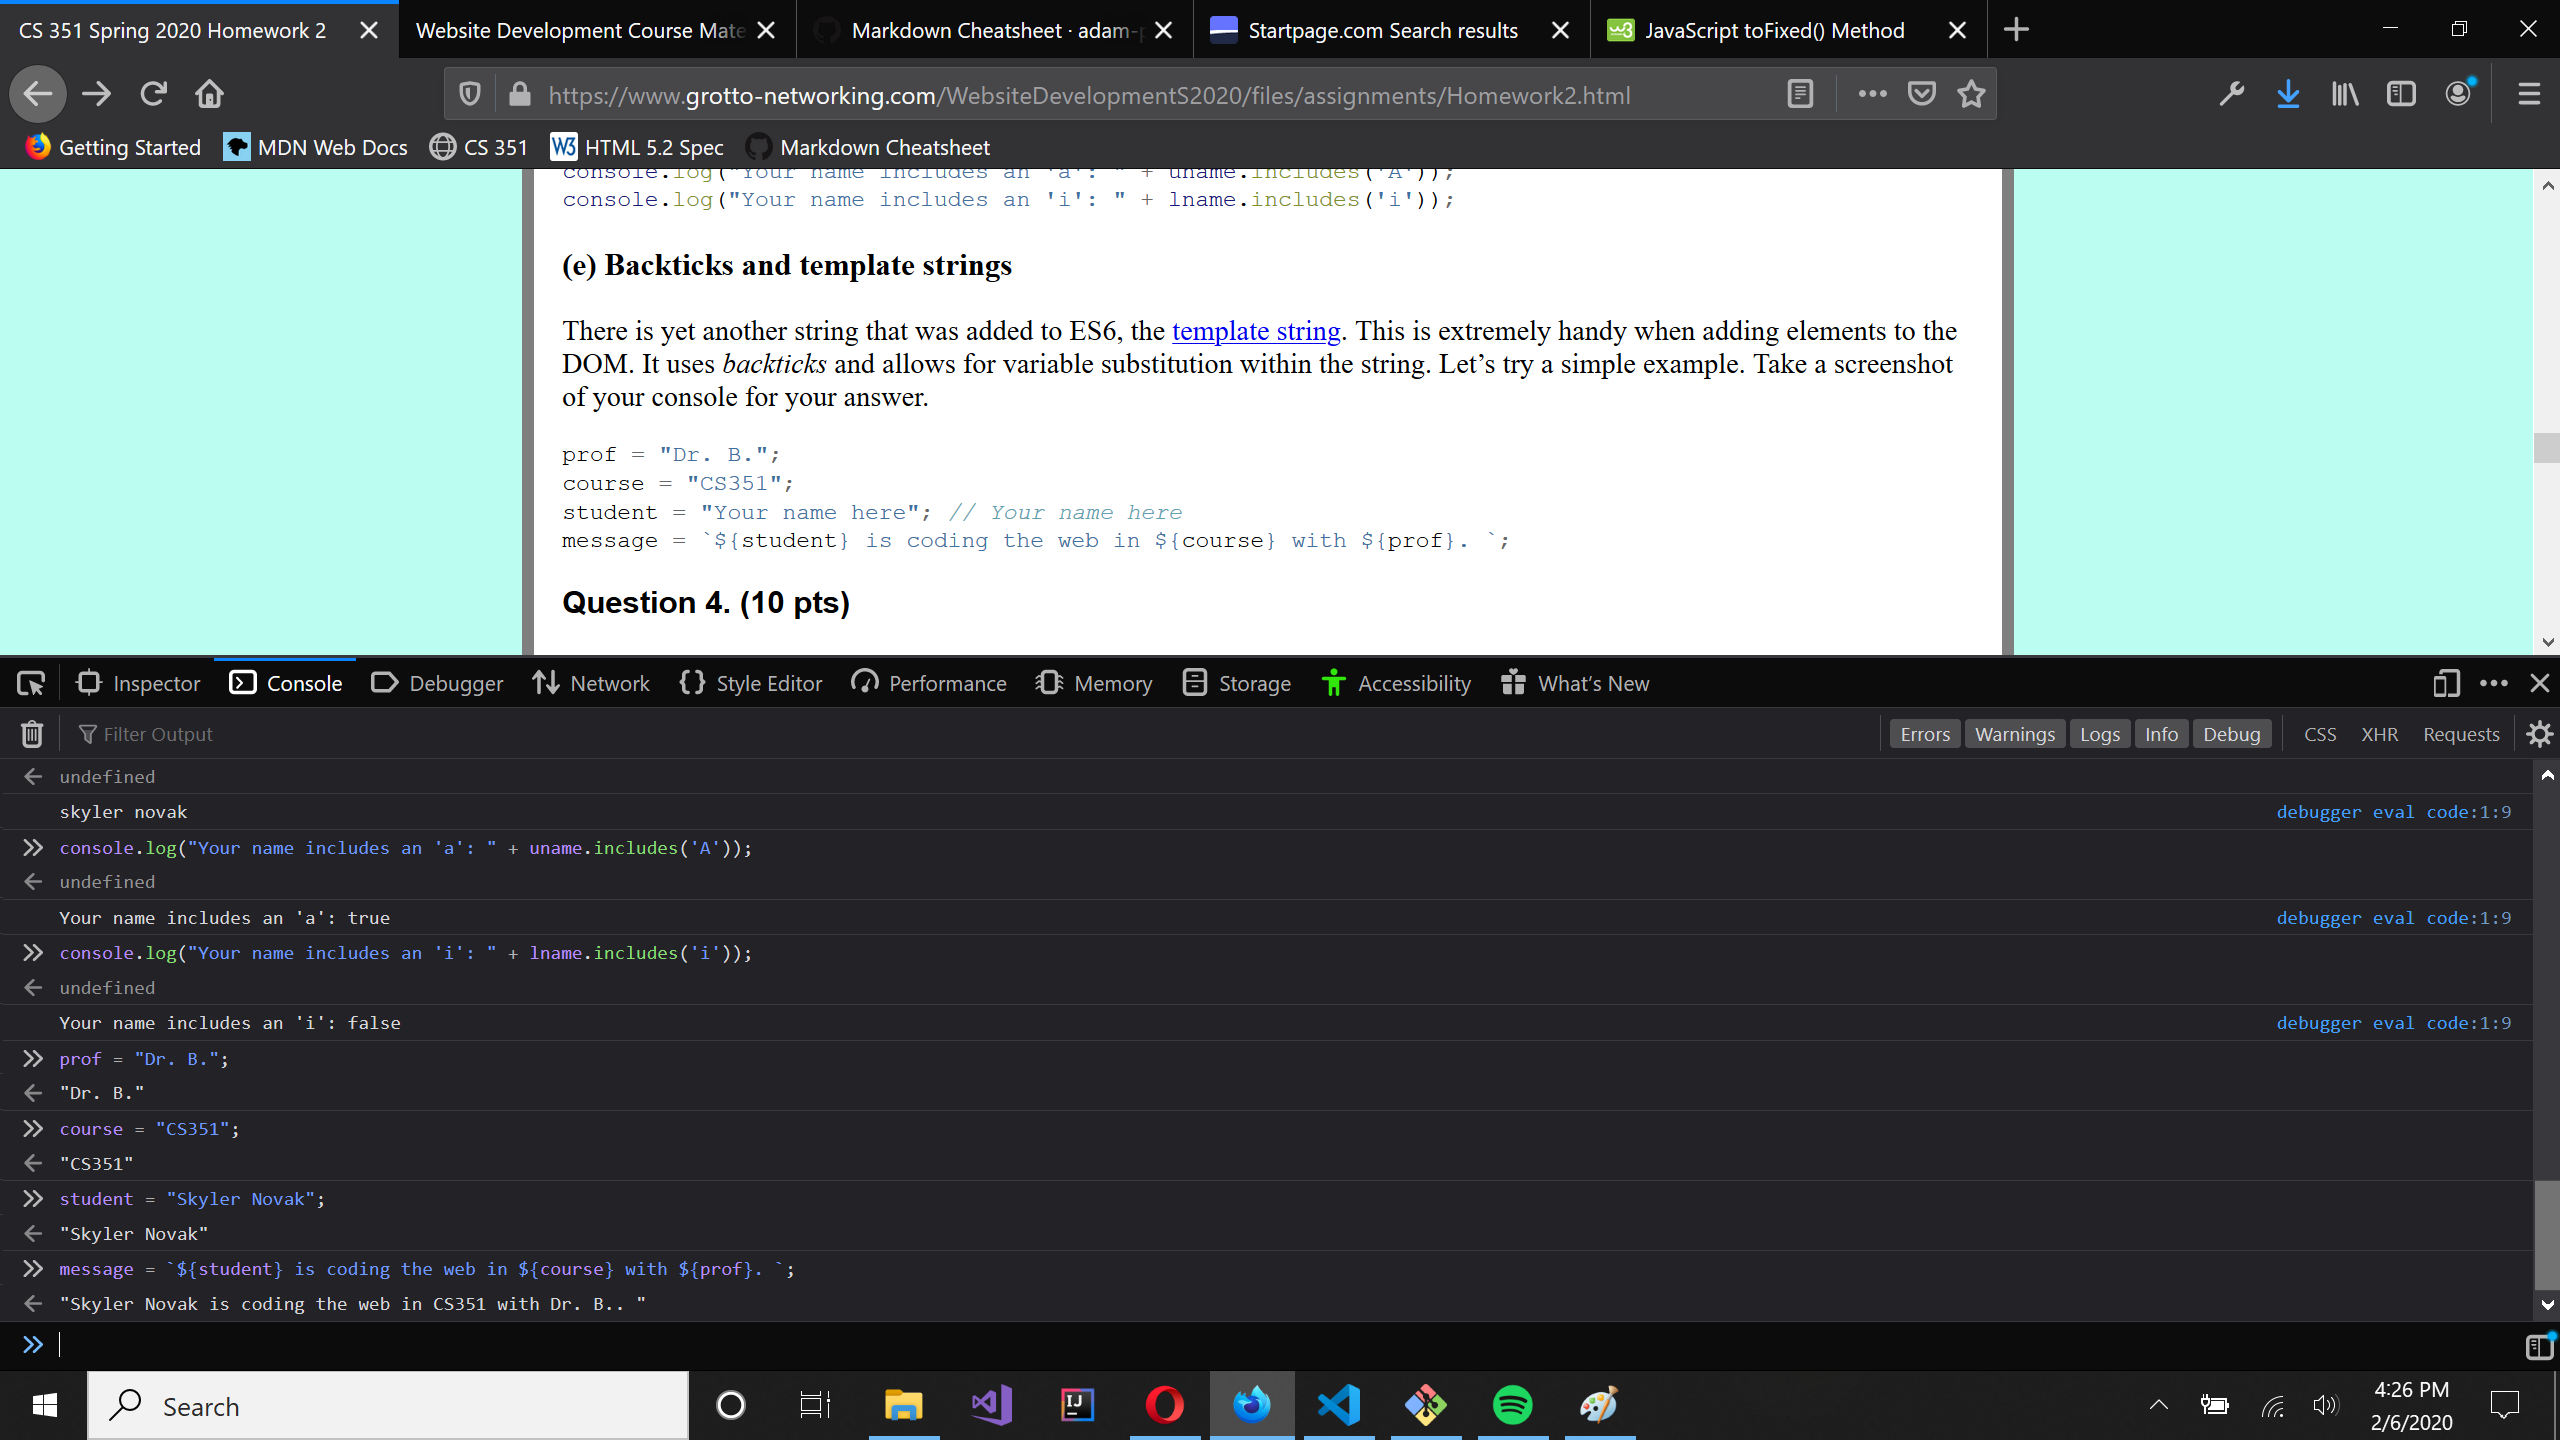 CS 351 Spring 2020 Homework 2
Website Development Course Mate
Markdown Cheatsheet · adam-p
Startpage.com Search results
JavaScript toFixed() Method
https://www.grotto-networking.com/WebsiteDevelopmentS2020/files/assignments/Homework2.html
Getting Started
MDN Web Docs
CS 351
HTML 5.2 Spec
Markdown Cheatsheet
console.log("Your name includes an 'a': " + uname.includes('A'));
console.log("Your name includes an 'i': " + lname.includes('i'));
(e) Backticks and template strings
There is yet another string that was added to ES6, the template string. This is extremely handy when adding elements to the
DOM. It uses backticks and allows for variable substitution within the string. Let’s try a simple example. Take a screenshot
of your console for your answer.
prof = "Dr. B.";
course = "CS351";
student = "Your name here"; // Your name here
message = `${student} is coding the web in ${course} with ${prof}. `;
Question 4. (10 pts)
Inspector
Console
Debugger
Network
Style Editor
Performance
Memory
Storage
Accessibility
What’s New
Filter Output
Errors
Warnings
Logs
Info
Debug
CSS
XHR
Requests
undefined
skyler novak
debugger eval code:1:9
console.log("Your name includes an 'a': " + uname.includes('A'));
undefined
Your name includes an 'a': true
debugger eval code:1:9
console.log("Your name includes an 'i': " + lname.includes('i'));
undefined
Your name includes an 'i': false
debugger eval code:1:9
prof = "Dr. B.";
"Dr. B."
course = "CS351";
"CS351"
student = "Skyler Novak";
"Skyler Novak"
message = `${student} is coding the web in ${course} with ${prof}. `;
"Skyler Novak is coding the web in CS351 with Dr. B.. "
Search
4:26 PM
2/6/2020